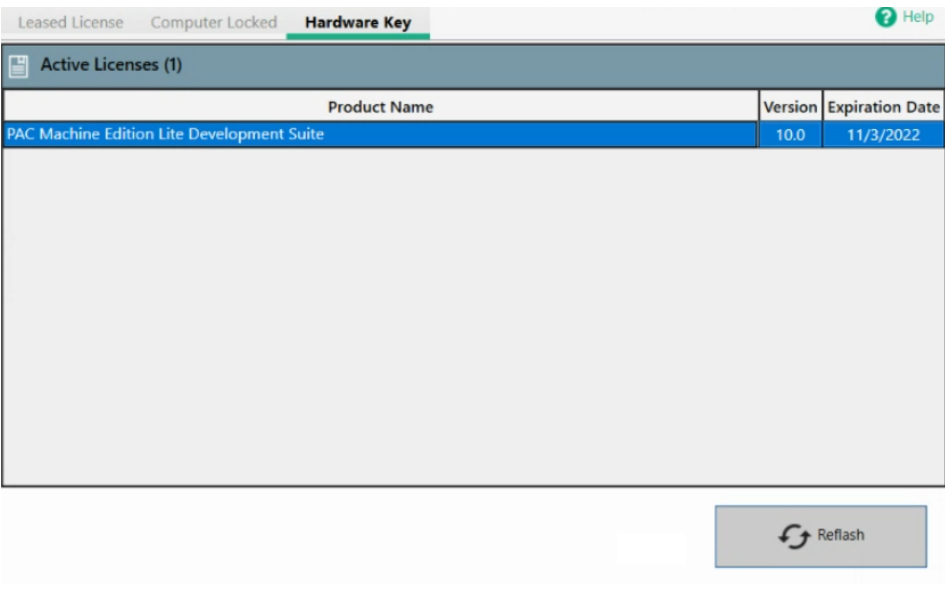 Leased License Computer Locked Hardware Key Help
Active Licenses (1)
Product Name Version Expiration Date
PAC Machine Edition Lite Development Suite 10.0 11/3/2022
Reflash